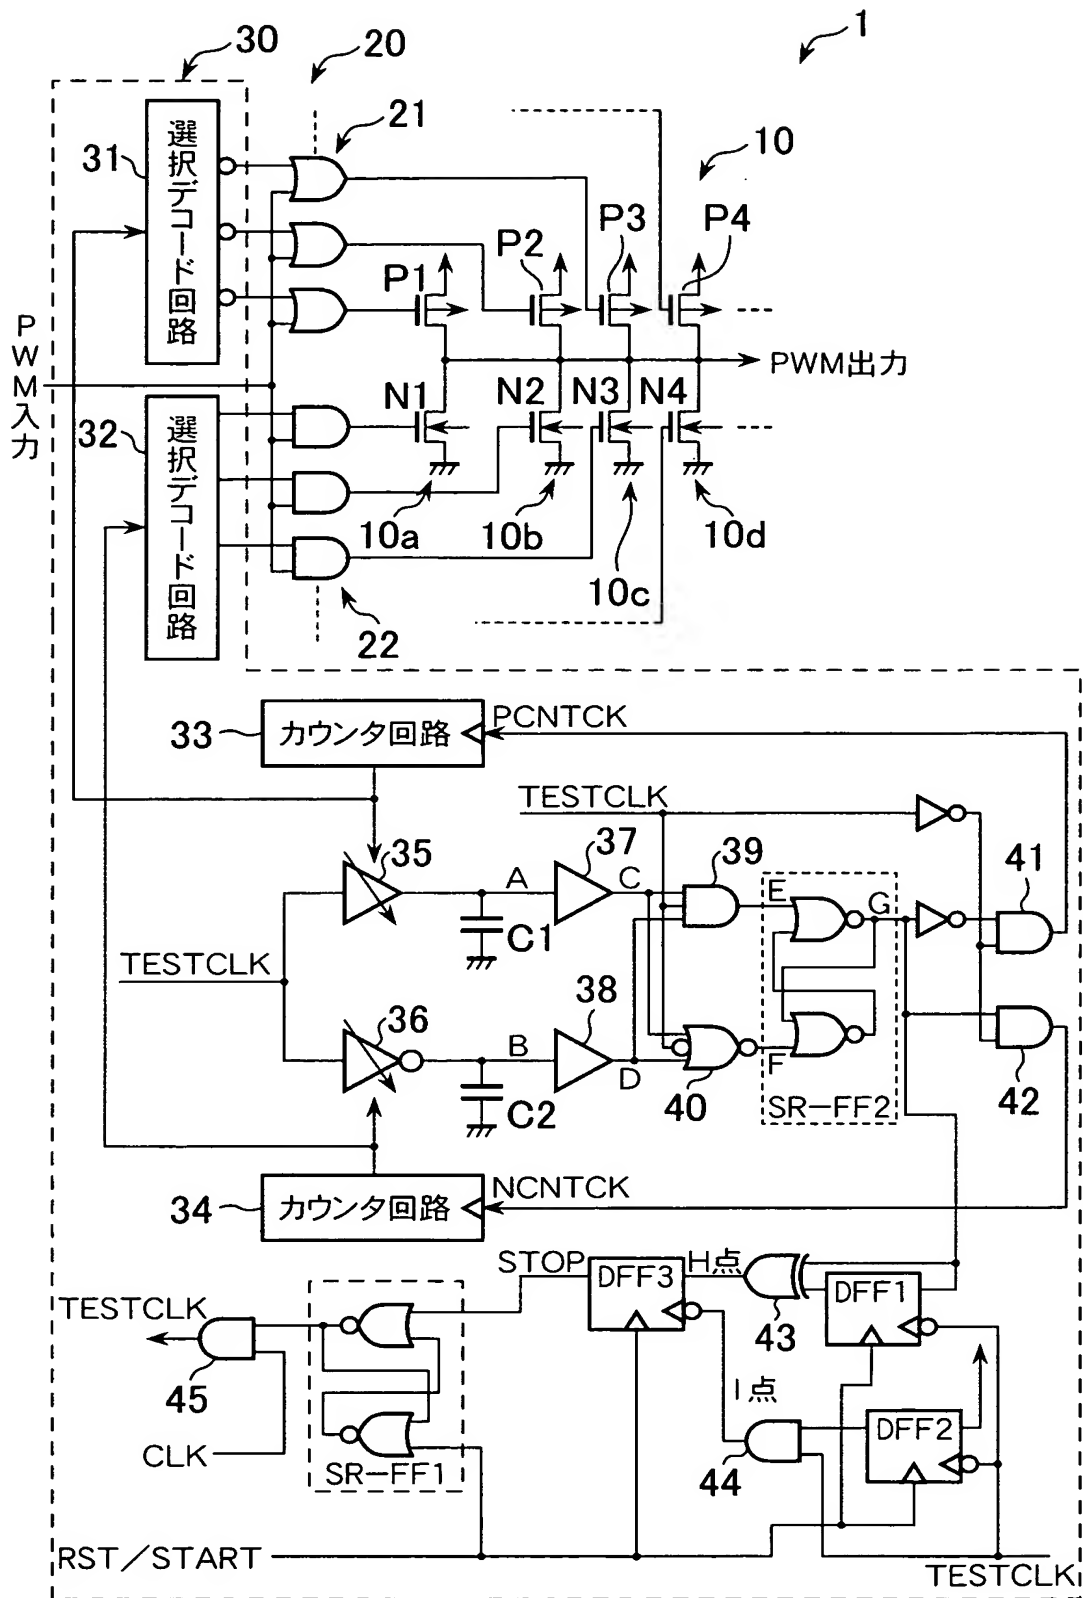 1
30
20
21
31
選択デコード回路
10
P1
P2
P3
P4
PWM入力
PWM出力
N1
N2
N3
N4
32
選択デコード回路
10a
10b
10c
10d
22
33
カウンタ回路
PCNTCK
TESTCLK
35
37
39
41
A
C
E
G
C1
TESTCLK
36
38
B
D
F
C2
40
SR-FF2
42
34
カウンタ回路
NCNTCK
STOP
DFF3
H点
43
DFF1
TESTCLK
45
I点
CLK
SR-FF1
44
DFF2
RST/START
TESTCLK